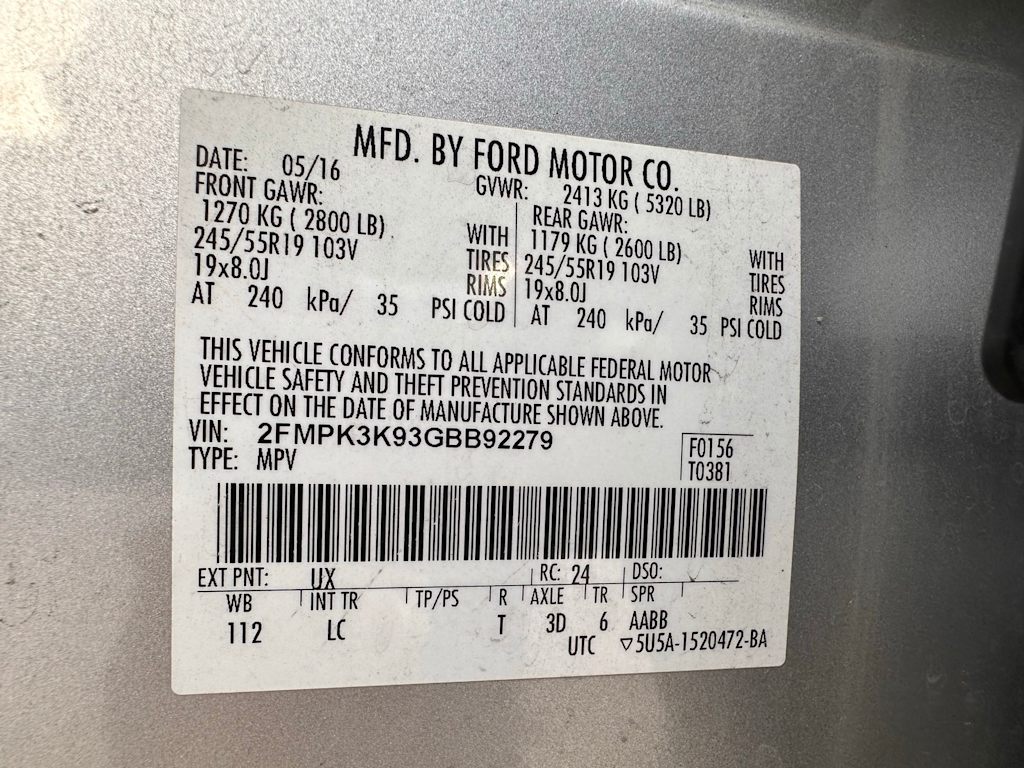 MFD. BY FORD MOTOR CO.
DATE: 05/16 GVWR: 2413 KG ( 5320 LB)
FRONT GAWR: REAR GAWR:
1270 KG ( 2800 LB) WITH 1179 KG ( 2600 LB) WITH
245/55R19 103V TIRES 245/55R19 103V TIRES
19x8.0J RIMS 19x8.0J RIMS
AT 240 kPa/ 35 PSI COLD AT 240 kPa/ 35 PSI COLD
THIS VEHICLE CONFORMS TO ALL APPLICABLE FEDERAL MOTOR
VEHICLE SAFETY AND THEFT PREVENTION STANDARDS IN
EFFECT ON THE DATE OF MANUFACTURE SHOWN ABOVE.
VIN: 2FMPK3K93GBB92279 F0156
TYPE: MPV T0381
EXT PNT: UX RC: 24 DSO:
WB INT TR TP/PS R AXLE TR SPR
112 LC T 3D 6 AABB
UTC ▽5U5A-1520472-BA